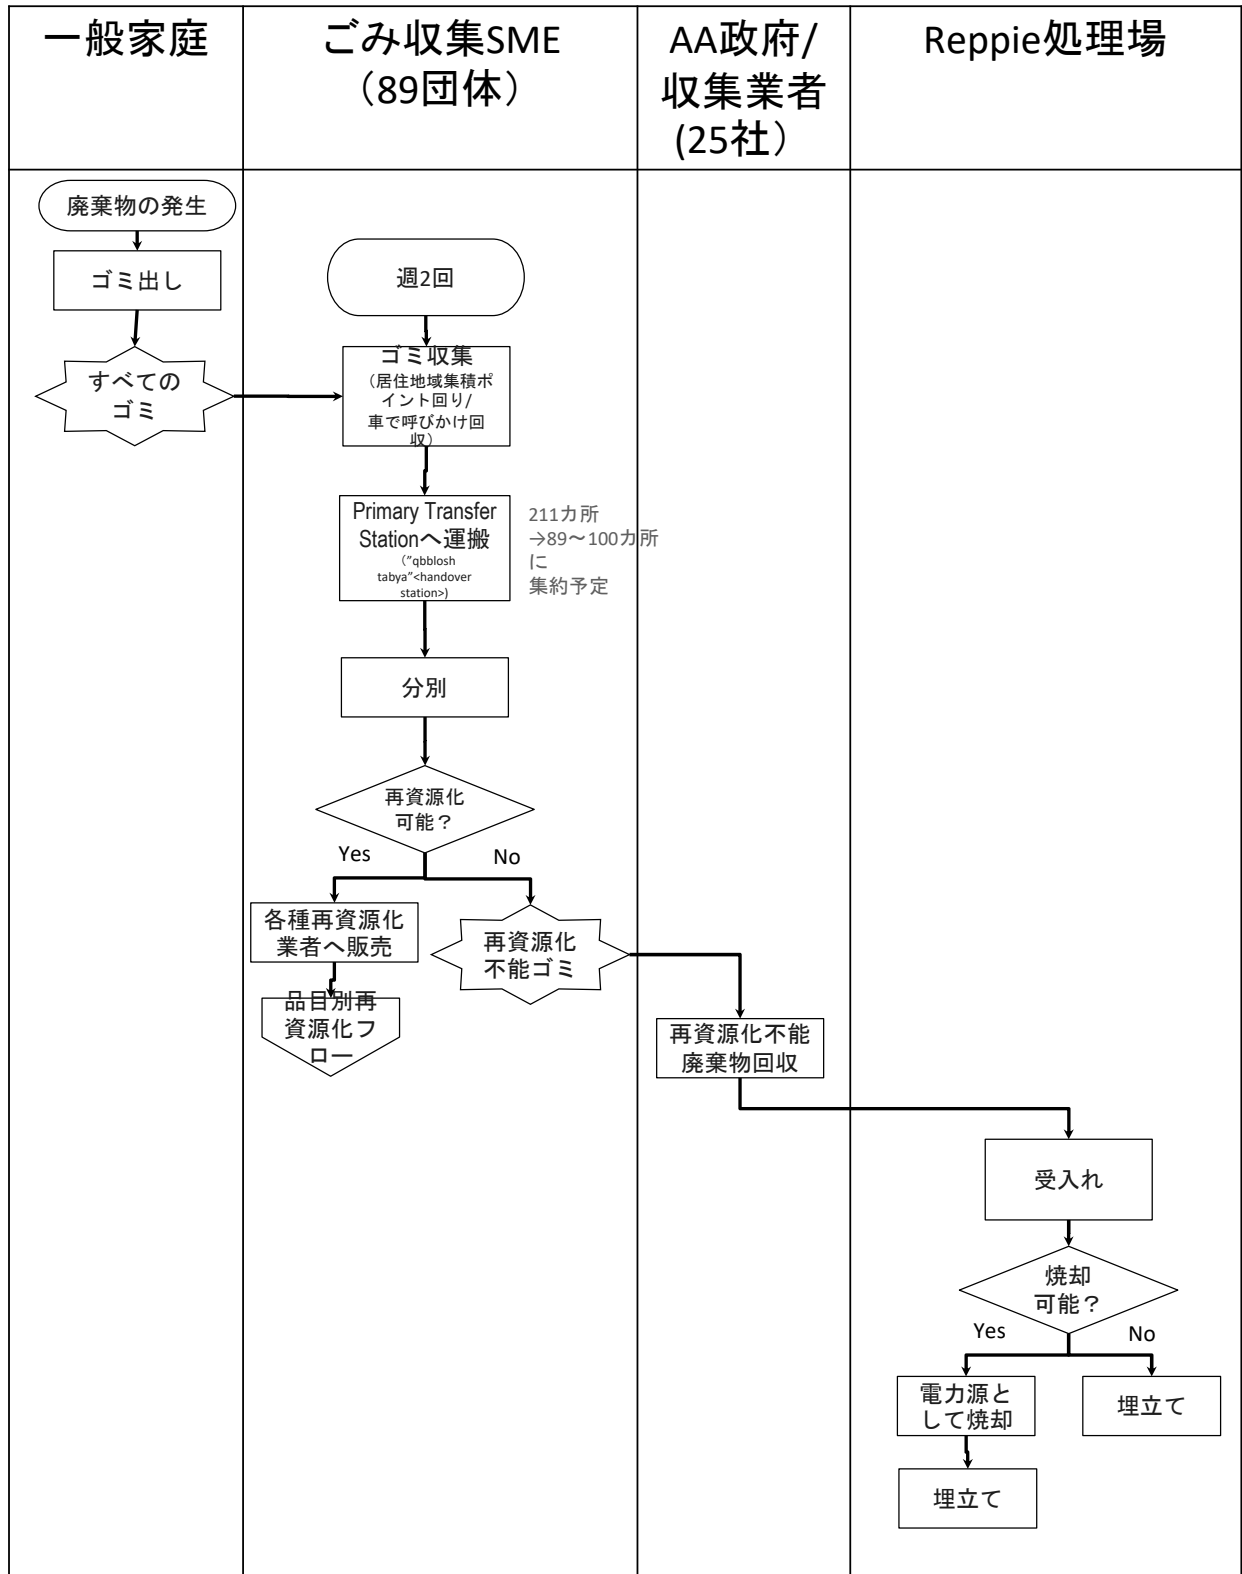 一般家庭
ごみ収集SME
（89団体）
AA政府/
収集業者
(25社）
Reppie処理場
廃棄物の発生
ゴミ出し
すべての
ゴミ
週2回
ゴミ収集
（居住地域集積ポ
イント回り/
車で呼びかけ回
収）
Primary Transfer
Stationへ運搬
（”qbblosh
tabya”<handover
station>)
211カ所
→89～100カ所
に
集約予定
分別
再資源化
可能？
Yes
No
各種再資源化
業者へ販売
再資源化
不能ゴミ
品目別再
資源化フ
ロー
再資源化不能
廃棄物回収
受入れ
焼却
可能？
Yes
No
電力源と
して焼却
埋立て
埋立て